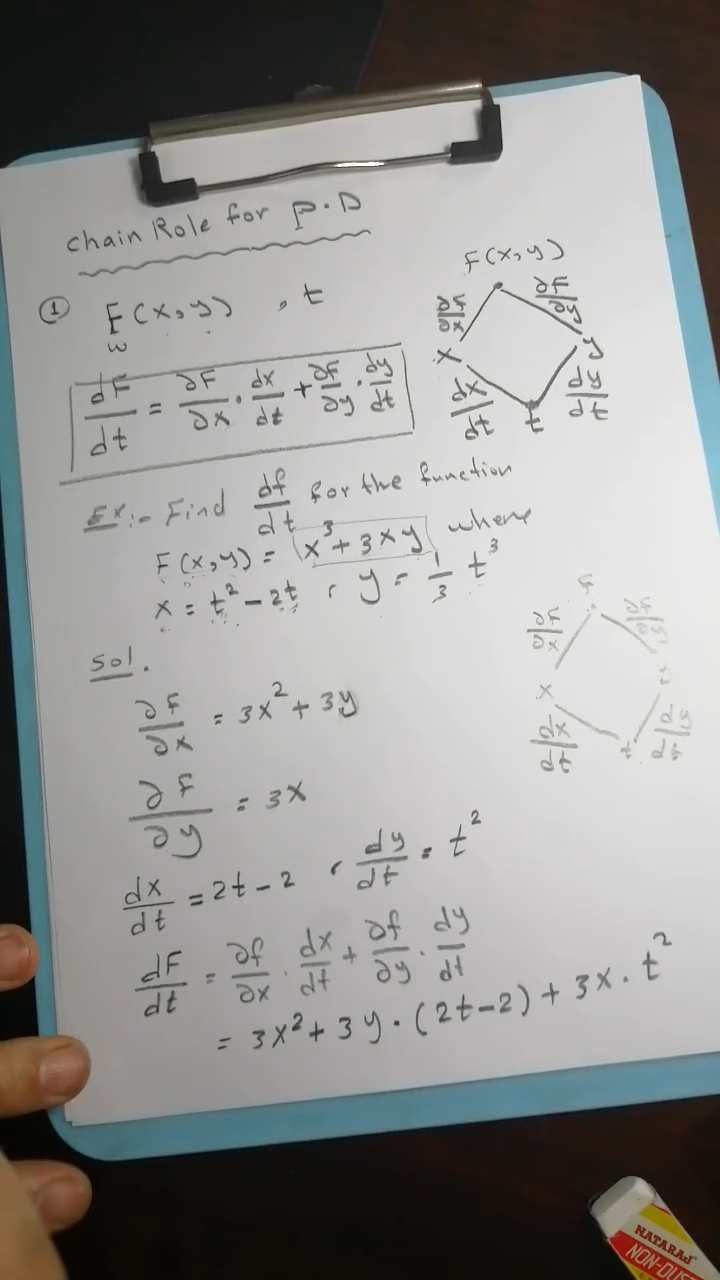 Chain Role for P.D
① F(x,y) , t
w
dF/dt = ∂F/∂x · dx/dt + ∂F/∂y · dy/dt
F(x,y)
∂F/∂x ∂F/∂y
x y
dx/dt t dy/dt
Ex:- Find df/dt for the function
F(x,y) = x³ + 3xy where
x = t² - 2t , y = 1/3 t³
Sol.
∂F/∂x = 3x² + 3y
∂F/∂y = 3x
dx/dt = 2t - 2 , dy/dt = t²
dF/dt = ∂f/∂x · dx/dt + ∂f/∂y · dy/dt
= 3x² + 3y · (2t-2) + 3x · t²
∂F/∂x
x
dx/dt t
NATARAJ